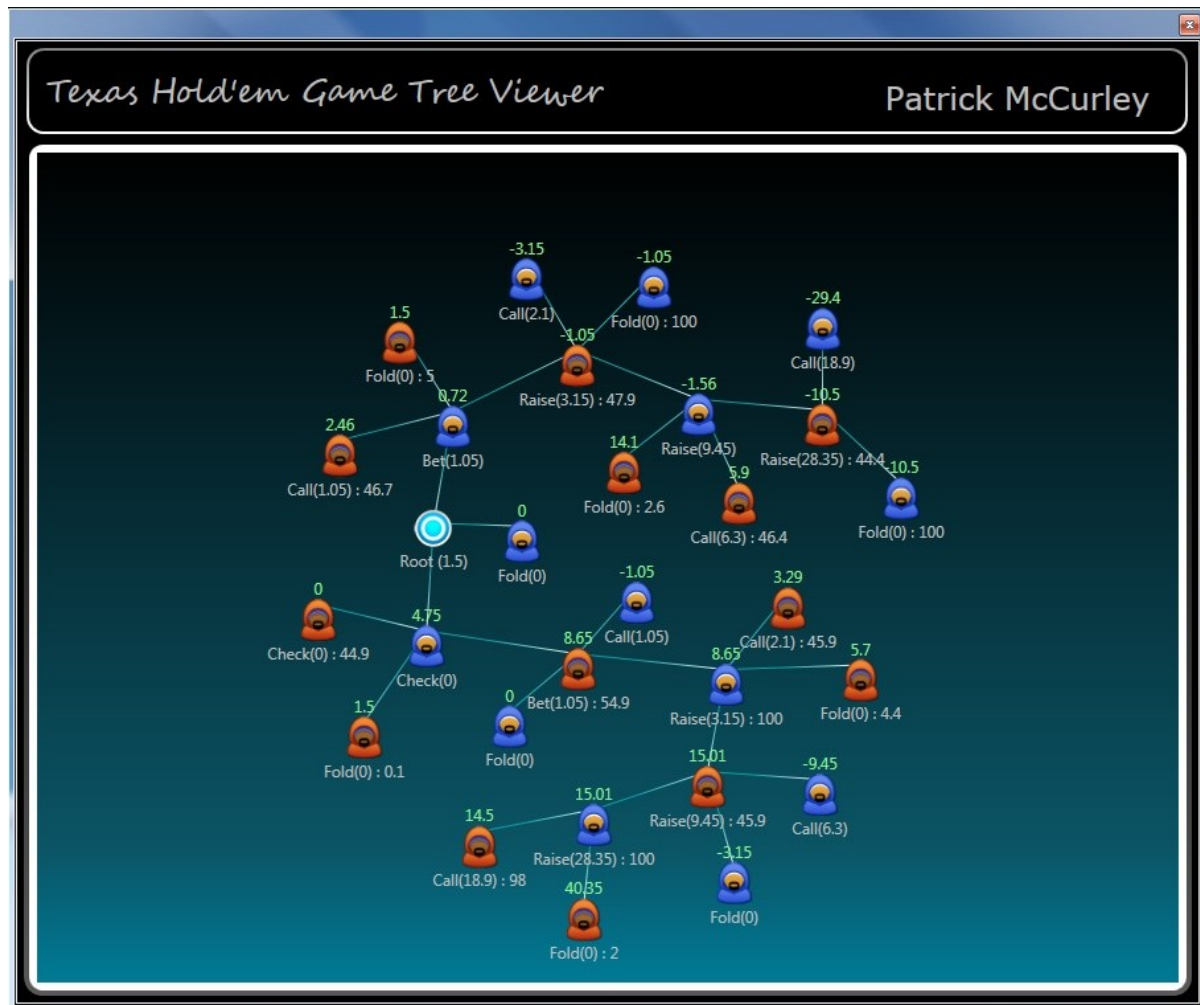 Texas Hold'em Game Tree Viewer
Patrick McCurley
-3.15
Call(2.1)
-1.05
Fold(0) : 100
-29.4
Call(18.9)
1.5
Fold(0) : 5
-1.05
Raise(3.15) : 47.9
0.72
Bet(1.05)
-1.56
Raise(9.45)
-10.5
Raise(28.35) : 44.4
2.46
Call(1.05) : 46.7
14.1
Fold(0) : 2.6
5.9
Call(6.3) : 46.4
-10.5
Fold(0) : 100
Root (1.5)
0
Fold(0)
0
Check(0) : 44.9
4.75
Check(0)
-1.05
Call(1.05)
3.29
Call(2.1) : 45.9
8.65
Bet(1.05) : 54.9
8.65
Raise(3.15) : 100
5.7
Fold(0) : 4.4
1.5
Fold(0) : 0.1
0
Fold(0)
15.01
Raise(9.45) : 45.9
-9.45
Call(6.3)
14.5
Call(18.9) : 98
15.01
Raise(28.35) : 100
-3.15
Fold(0)
40.35
Fold(0) : 2